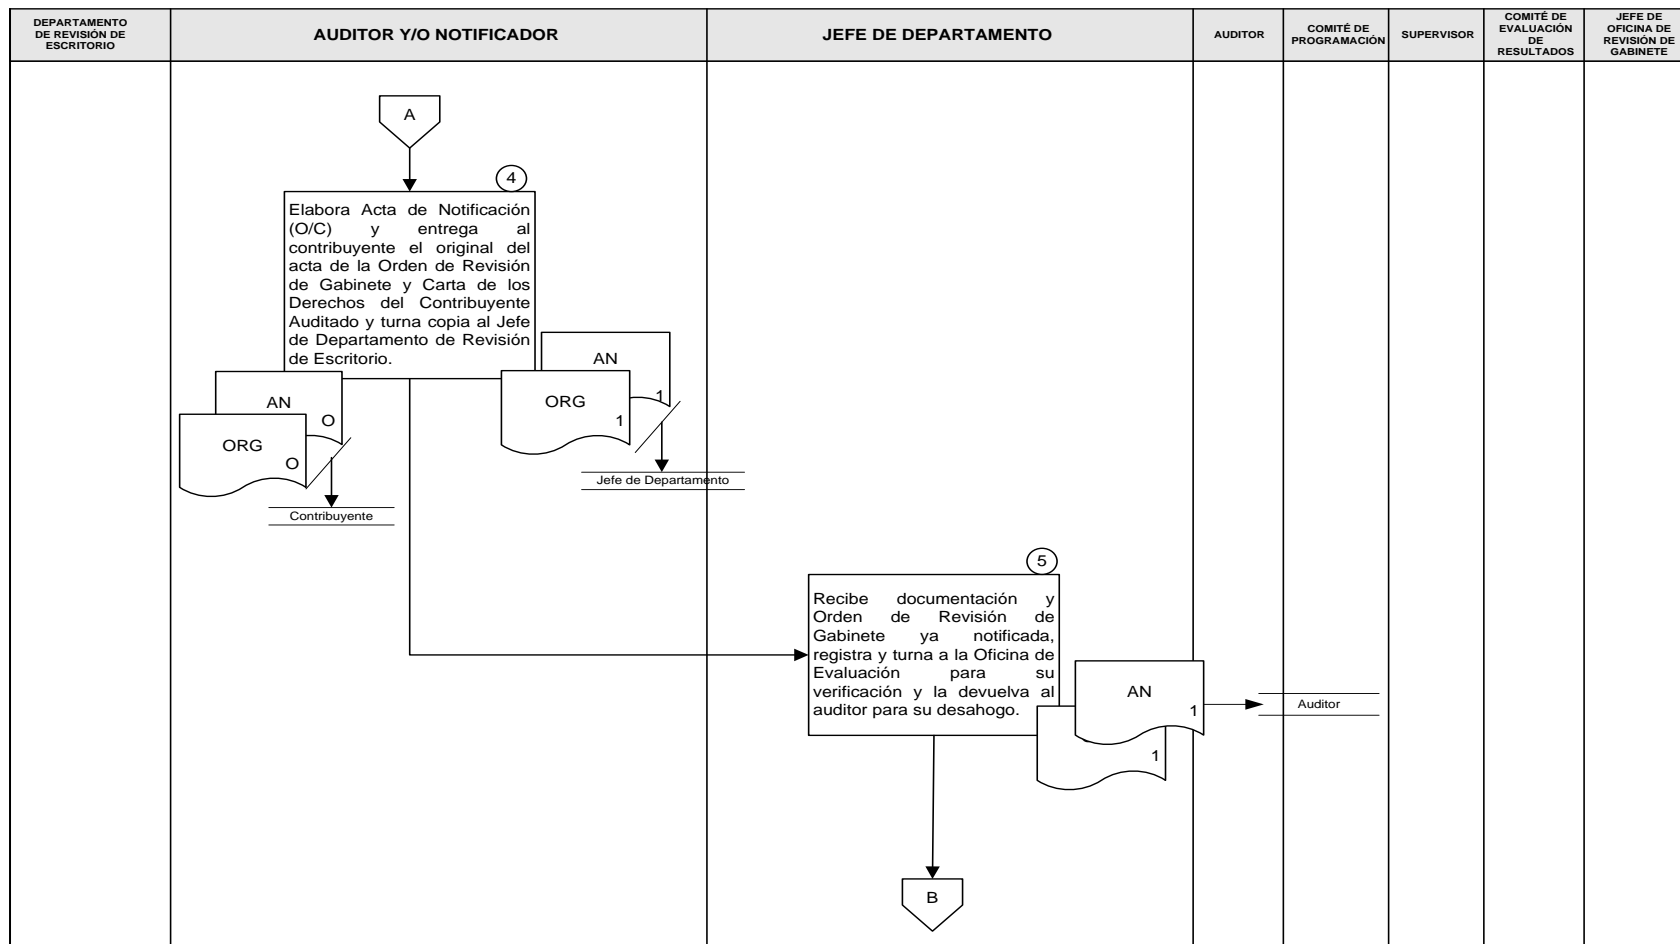 DEPARTAMENTO
DE REVISIÓN DE
ESCRITORIO
AUDITOR Y/O NOTIFICADOR
JEFE DE DEPARTAMENTO
AUDITOR
COMITÉ DE
PROGRAMACIÓN
SUPERVISOR
COMITÉ DE
EVALUACIÓN
DE
RESULTADOS
JEFE DE
OFICINA DE
REVISIÓN DE
GABINETE
A
4
Elabora Acta de Notificación
(O/C) y entrega al
contribuyente el original del
acta de la Orden de Revisión
de Gabinete y Carta de los
Derechos del Contribuyente
Auditado y turna copia al Jefe
de Departamento de Revisión
de Escritorio.
AN
O
ORG
O
Contribuyente
AN
1
ORG
1
Jefe de Departamento
5
Recibe documentación y
Orden de Revisión de
Gabinete ya notificada,
registra y turna a la Oficina de
Evaluación para su
verificación y la devuelva al
auditor para su desahogo.
AN
1
1
Auditor
B